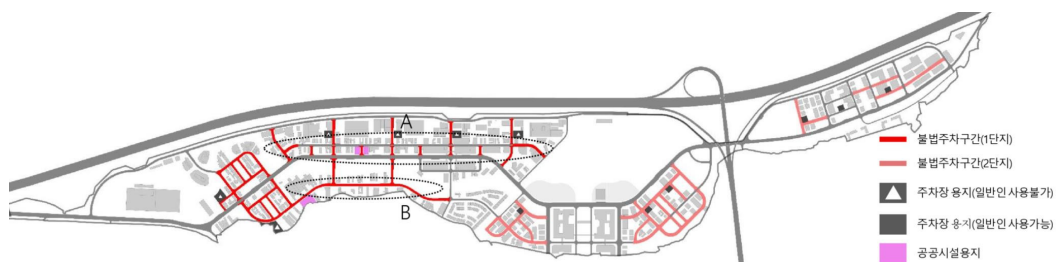 A
B
불법주차구간(1단지)
불법주차구간(2단지)
주차장 용지(일반인 사용불가)
주차장 용지(일반인 사용가능)
공공시설용지